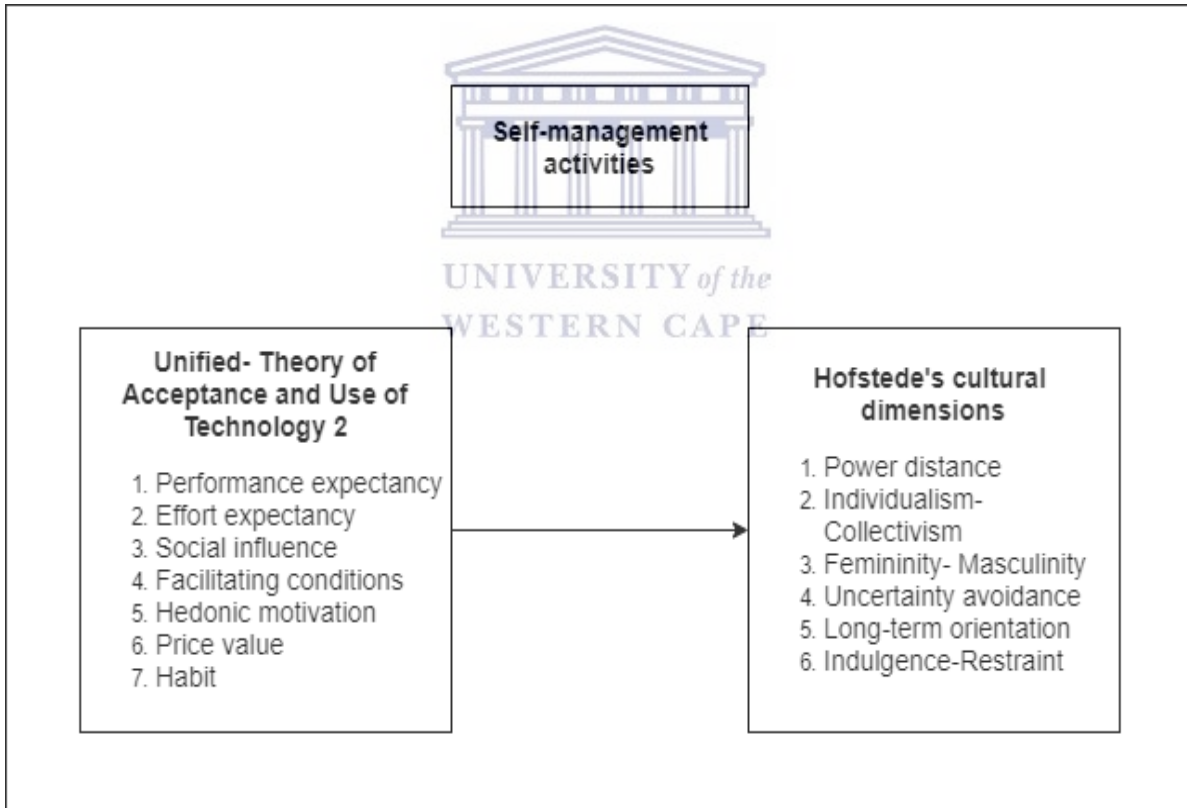 Self-management
activities
UNIVERSITY of the
WESTERN CAPE
Unified- Theory of
Acceptance and Use of
Technology 2
1. Performance expectancy
2. Effort expectancy
3. Social influence
4. Facilitating conditions
5. Hedonic motivation
6. Price value
7. Habit
Hofstede's cultural
dimensions
1. Power distance
2. Individualism-
Collectivism
3. Femininity- Masculinity
4. Uncertainty avoidance
5. Long-term orientation
6. Indulgence-Restraint